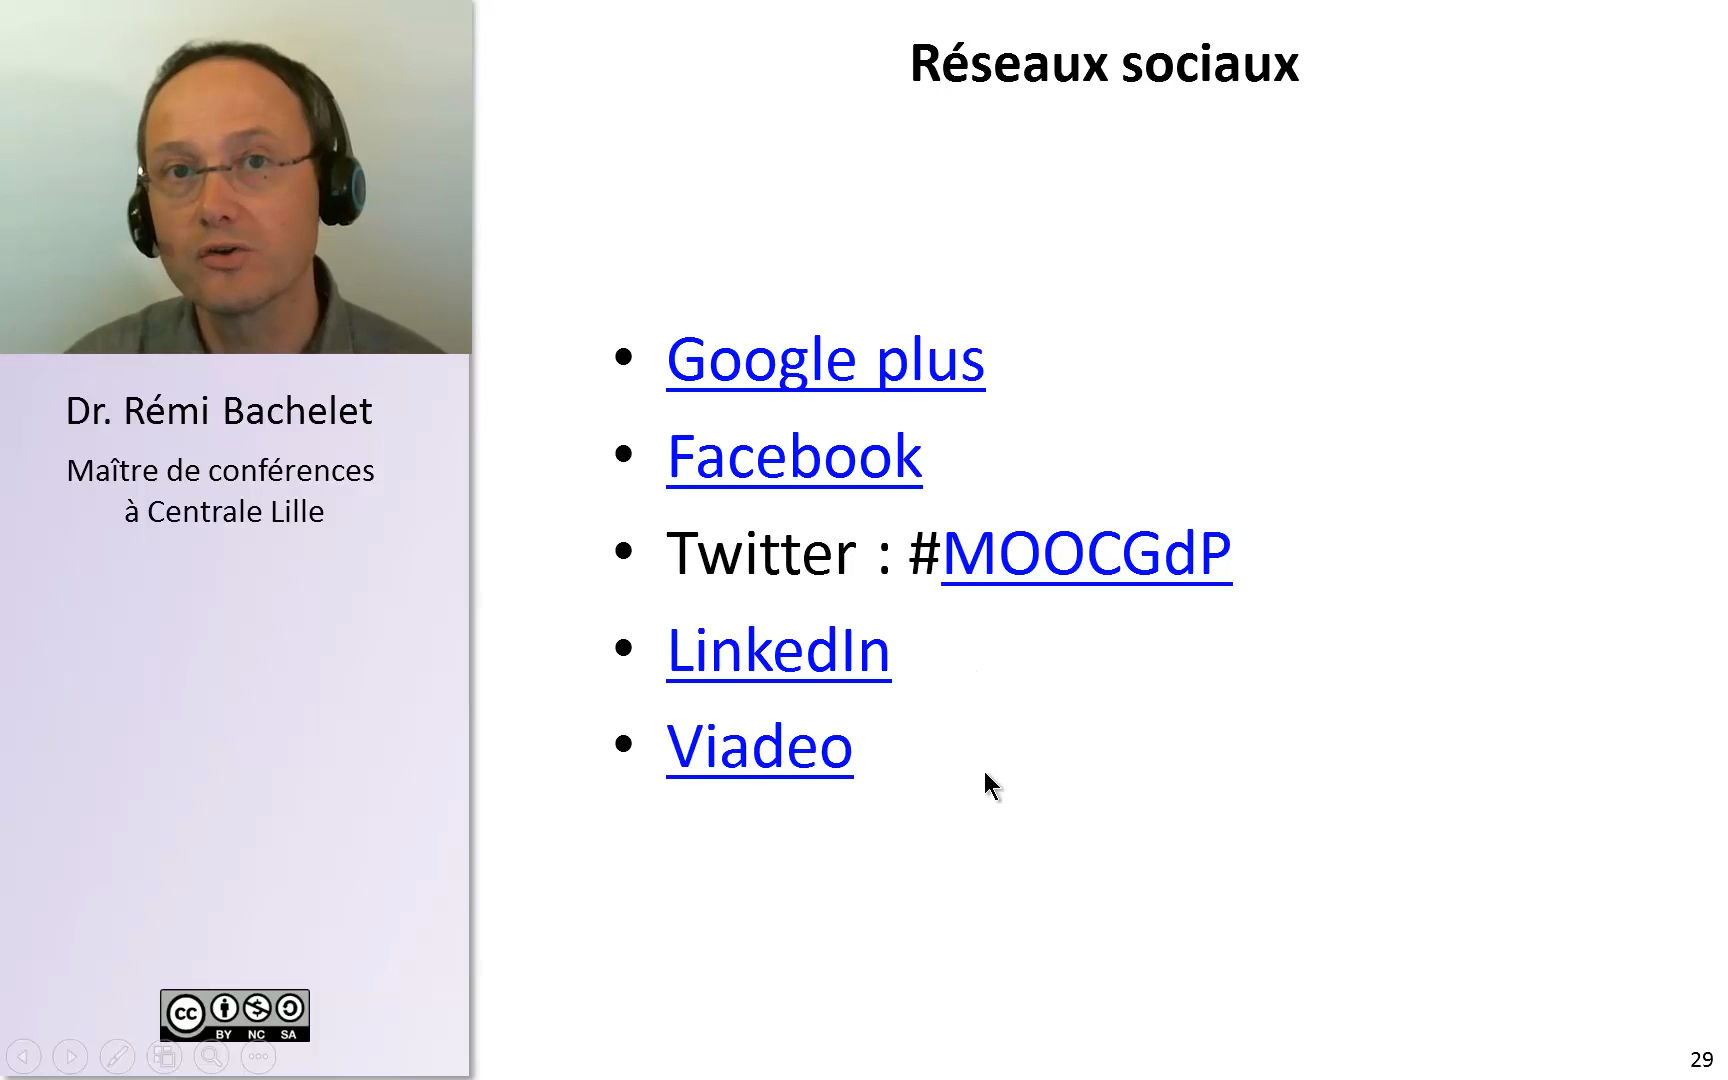 Réseaux sociaux
Dr. Rémi Bachelet
Maître de conférences
à Centrale Lille
• Google plus
• Facebook
• Twitter : #MOOCGdP
• LinkedIn
• Viadeo
cc
BY NC SA
29